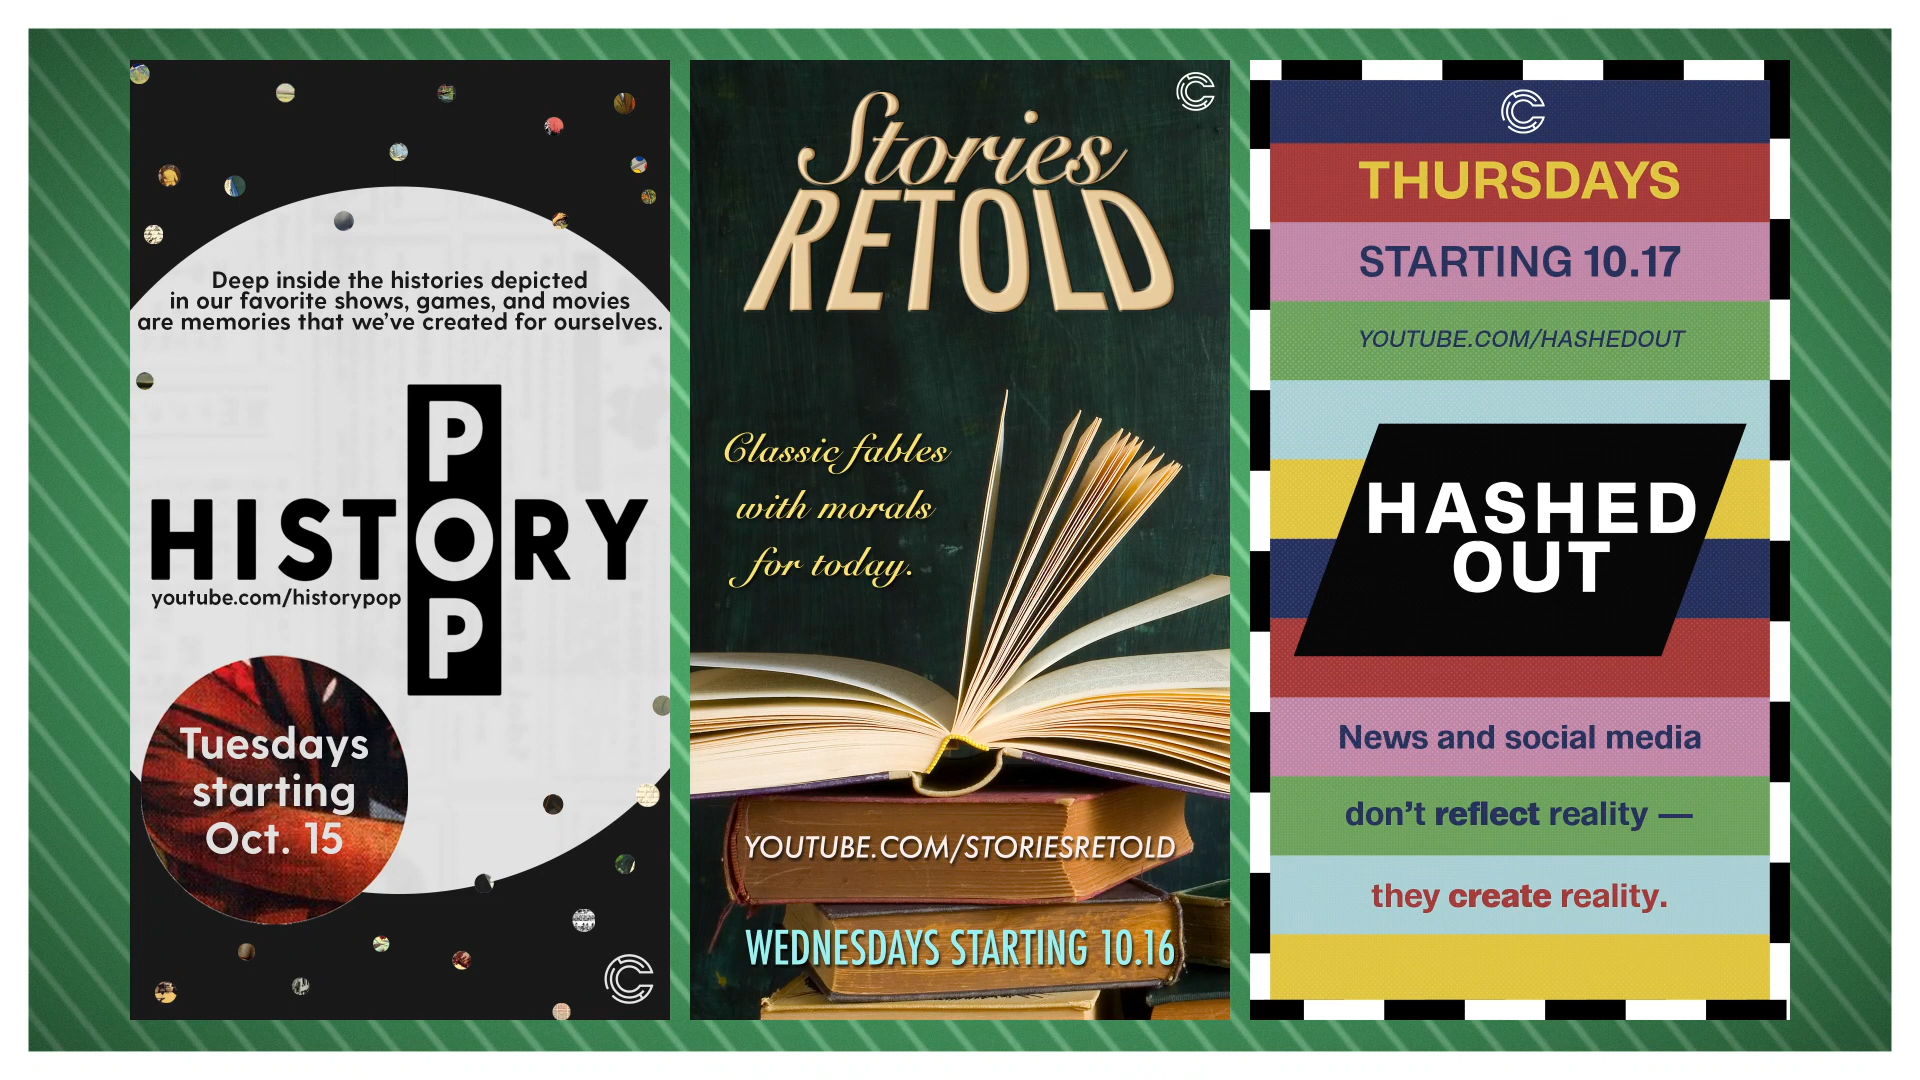 Deep inside the histories depicted
in our favorite shows, games, and movies
are memories that we've created for ourselves.
P
HISTORY
P
youtube.com/historypop
Tuesdays
starting
Oct. 15
Stories
RETOLD
Classic fables
with morals
for today.
YOUTUBE.COM/STORIESRETOLD
WEDNESDAYS STARTING 10.16
THURSDAYS
STARTING 10.17
YOUTUBE.COM/HASHEDOUT
HASHED
OUT
News and social media
don't reflect reality —
they create reality.